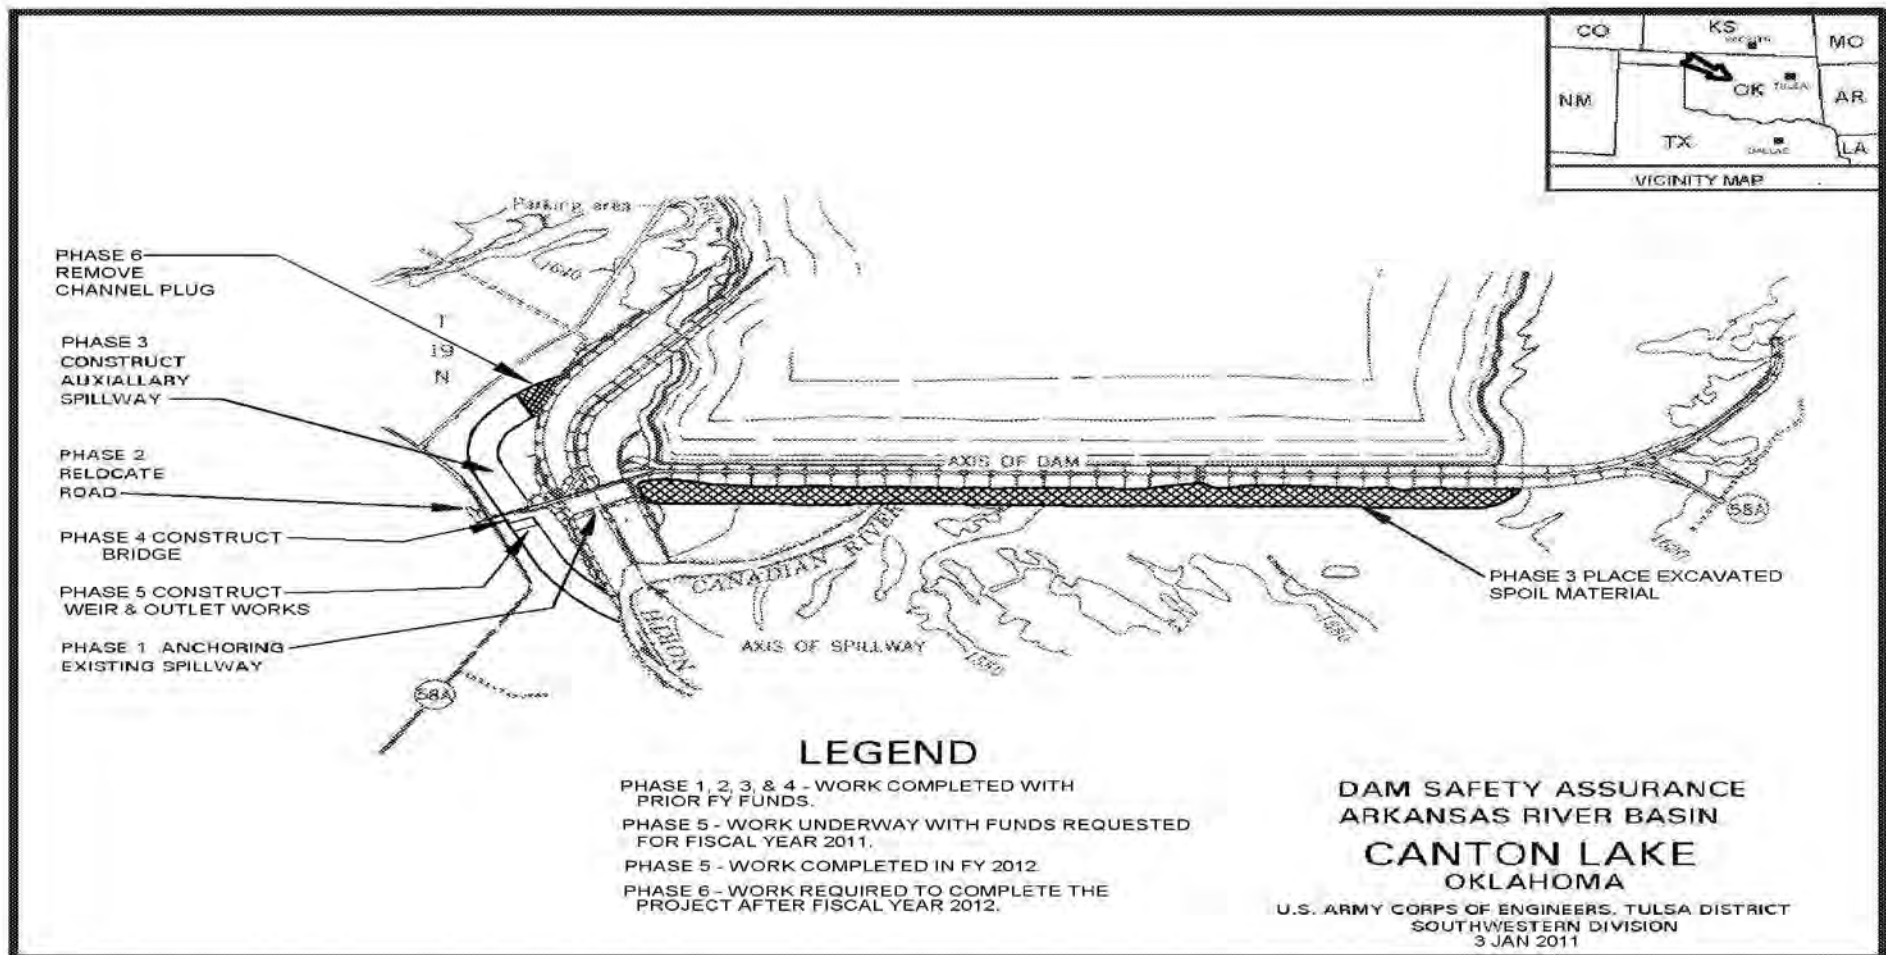 CO
KS
MO
NM
OK
TULSA
AR
TX
DALLAS
LA
VICINITY MAP
Parking area
1640
PHASE 6
REMOVE
CHANNEL PLUG
T
19
N
PHASE 3
CONSTRUCT
AUXIALLARY
SPILLWAY
PHASE 2
RELOCATE
ROAD
AXIS OF DAM
58A
PHASE 4 CONSTRUCT
BRIDGE
CANADIAN RIVER
1620
PHASE 5 CONSTRUCT
WEIR & OUTLET WORKS
PHASE 3 PLACE EXCAVATED
SPOIL MATERIAL
PHASE 1 ANCHORING
EXISTING SPILLWAY
AXIS OF SPILLWAY
58A
LEGEND
PHASE 1, 2, 3, & 4 - WORK COMPLETED WITH
PRIOR FY FUNDS.
PHASE 5 - WORK UNDERWAY WITH FUNDS REQUESTED
FOR FISCAL YEAR 2011.
PHASE 5 - WORK COMPLETED IN FY 2012
PHASE 6 - WORK REQUIRED TO COMPLETE THE
PROJECT AFTER FISCAL YEAR 2012.
DAM SAFETY ASSURANCE
ARKANSAS RIVER BASIN
CANTON LAKE
OKLAHOMA
U.S. ARMY CORPS OF ENGINEERS, TULSA DISTRICT
SOUTHWESTERN DIVISION
3 JAN 2011